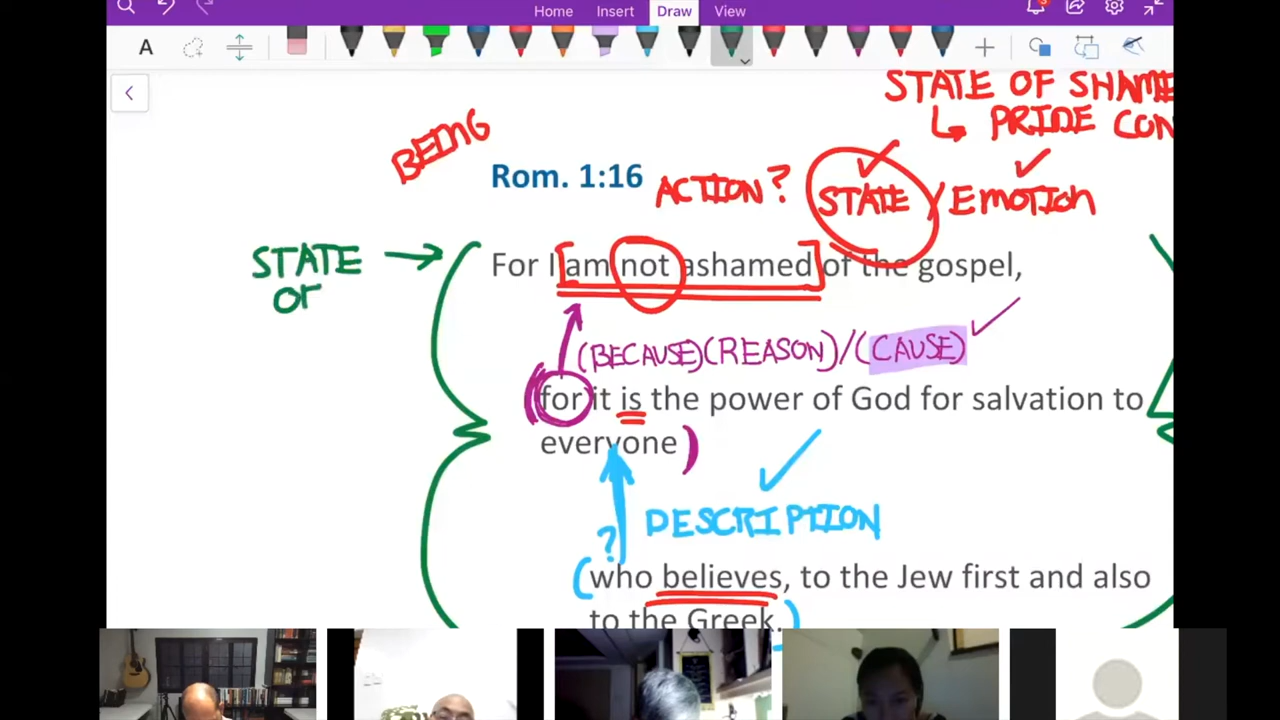 Home Insert Draw View
A
STATE OF SHAME
PRIDE CON
BEING
Rom. 1:16 ACTION? STATE / EMOTION
STATE
or
For I am not ashamed of the gospel,
(BECAUSE)(REASON)/(CAUSE)
for it is the power of God for salvation to
everyone)
DESCRIPTION
?
(who believes, to the Jew first and also
to the Greek.)